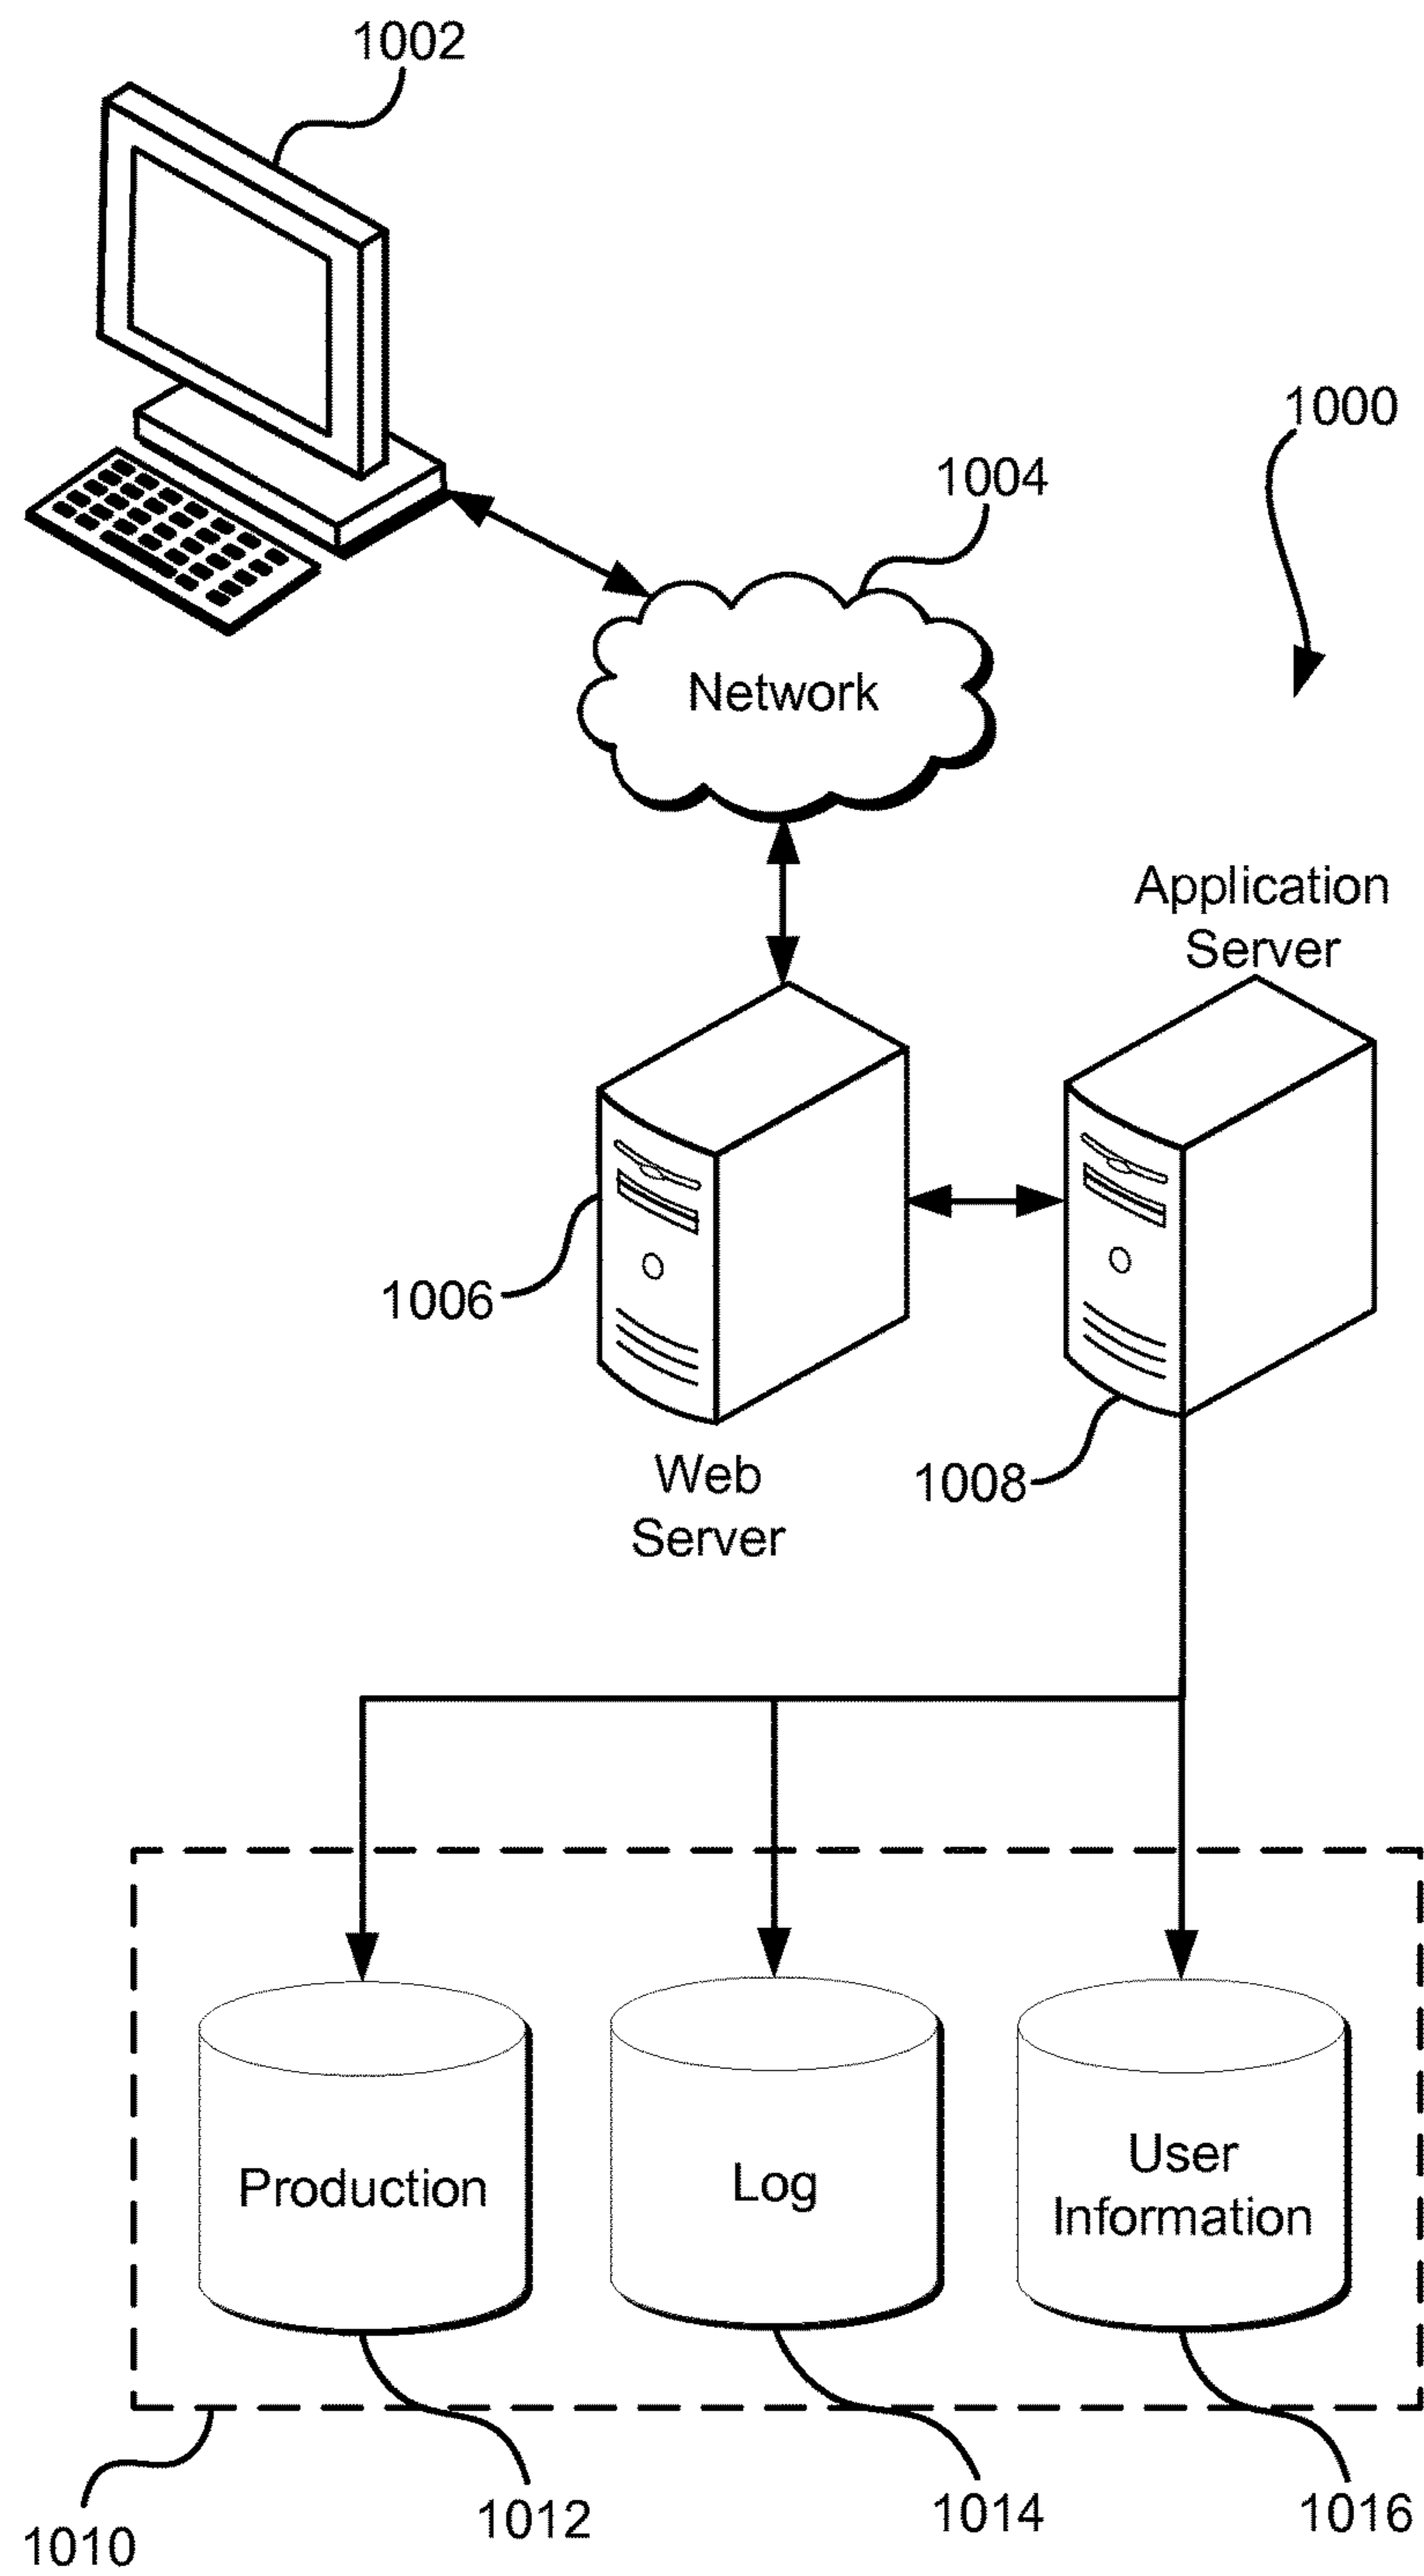 1002
1000
1004
Network
Application
Server
1006
Web
Server
1008
Production
Log
User
Information
1010
1012
1014
1016